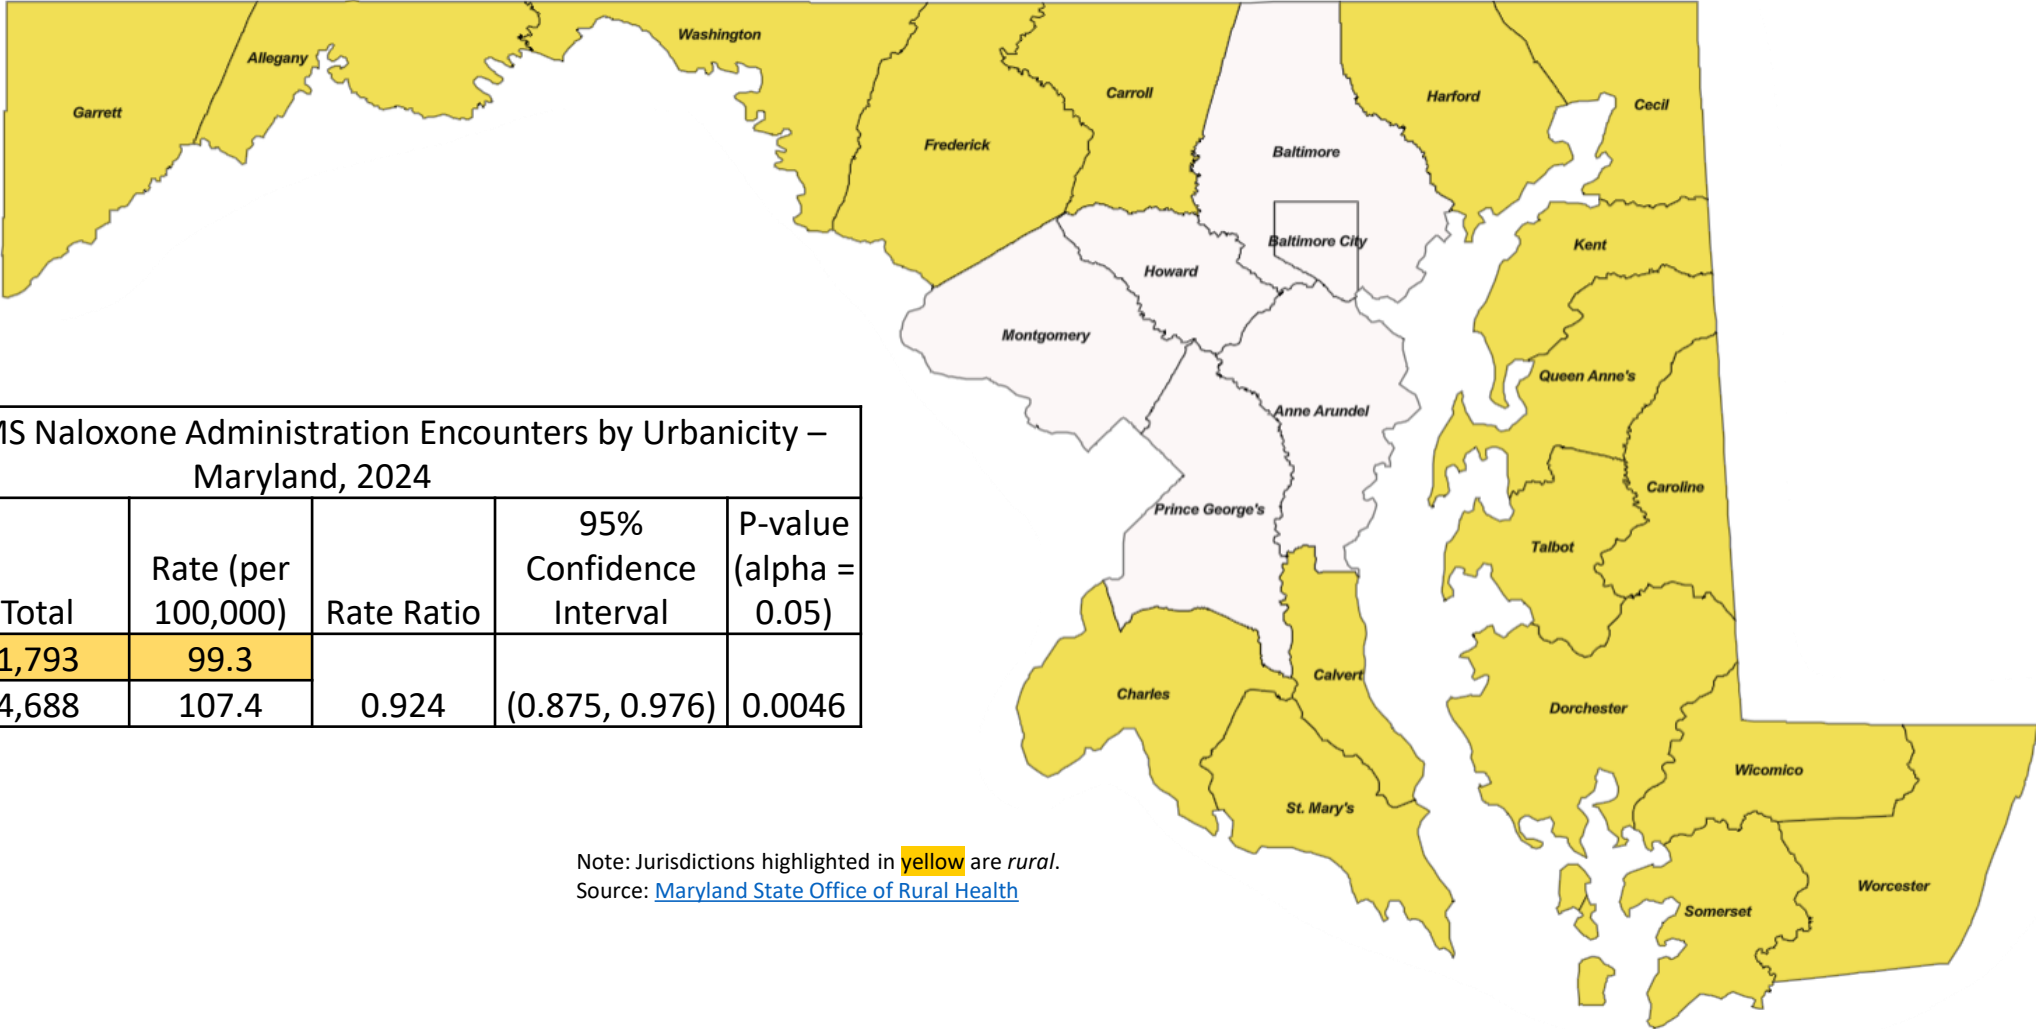 Washington
Allegany
Garrett
Carroll
Harford
Cecil
Frederick
Baltimore
Baltimore City
Kent
Howard
Montgomery
Queen Anne's
Anne Arundel
Caroline
Prince George's
Talbot
Calvert
Charles
Dorchester
Wicomico
St. Mary's
Worcester
Somerset
MS Naloxone Administration Encounters by Urbanicity –
Maryland, 2024
Total Rate (per 100,000) Rate Ratio 95% Confidence Interval P-value (alpha = 0.05)
1,793 99.3
4,688 107.4 0.924 (0.875, 0.976) 0.0046
Note: Jurisdictions highlighted in yellow are rural.
Source: Maryland State Office of Rural Health